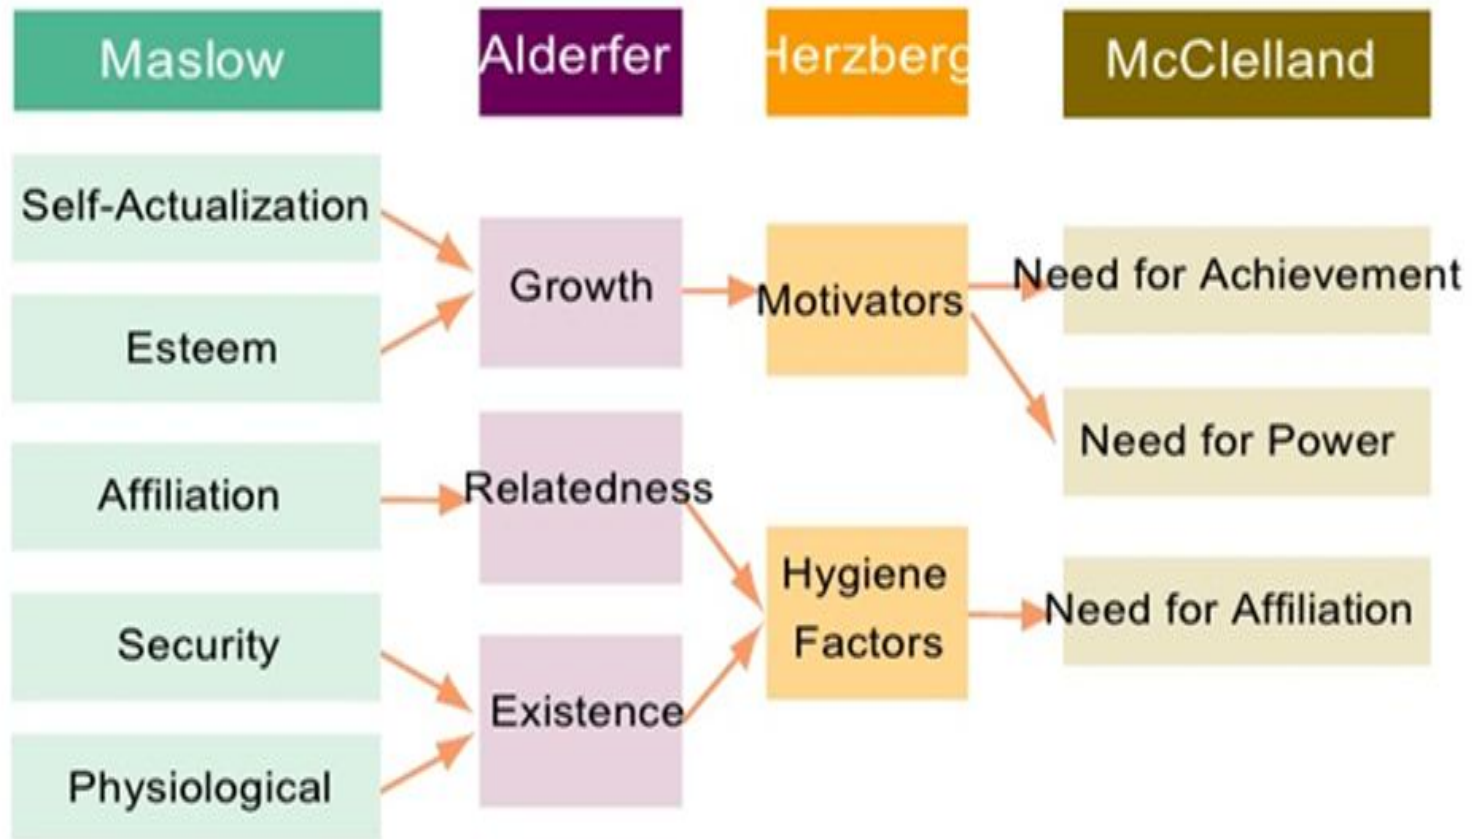 Maslow
Alderfer
Herzberg
McClelland
Self-Actualization
Esteem
Affiliation
Security
Physiological
Growth
Relatedness
Existence
Motivators
Hygiene
Factors
Need for Achievement
Need for Power
Need for Affiliation